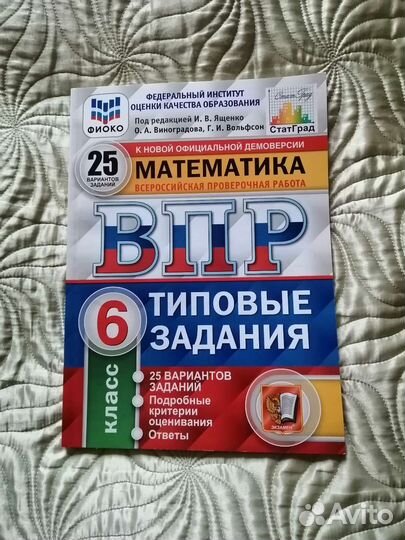 ФЕДЕРАЛЬНЫЙ ИНСТИТУТ
ОЦЕНКИ КАЧЕСТВА ОБРАЗОВАНИЯ
ФИОКО
Под редакцией И. В. Ященко
О. А. Виноградова, Г. И. Вольфсон
СтатГрад
СтатГрад
25
ВАРИАНТОВ
ЗАДАНИЙ
К НОВОЙ ОФИЦИАЛЬНОЙ ДЕМОВЕРСИИ
МАТЕМАТИКА
ВСЕРОССИЙСКАЯ ПРОВЕРОЧНАЯ РАБОТА
ВПР
6
класс
ТИПОВЫЕ
ЗАДАНИЯ
• 25 ВАРИАНТОВ
ЗАДАНИЙ
• Подробные
критерии
оценивания
• Ответы
ЭКЗАМЕН
Avito